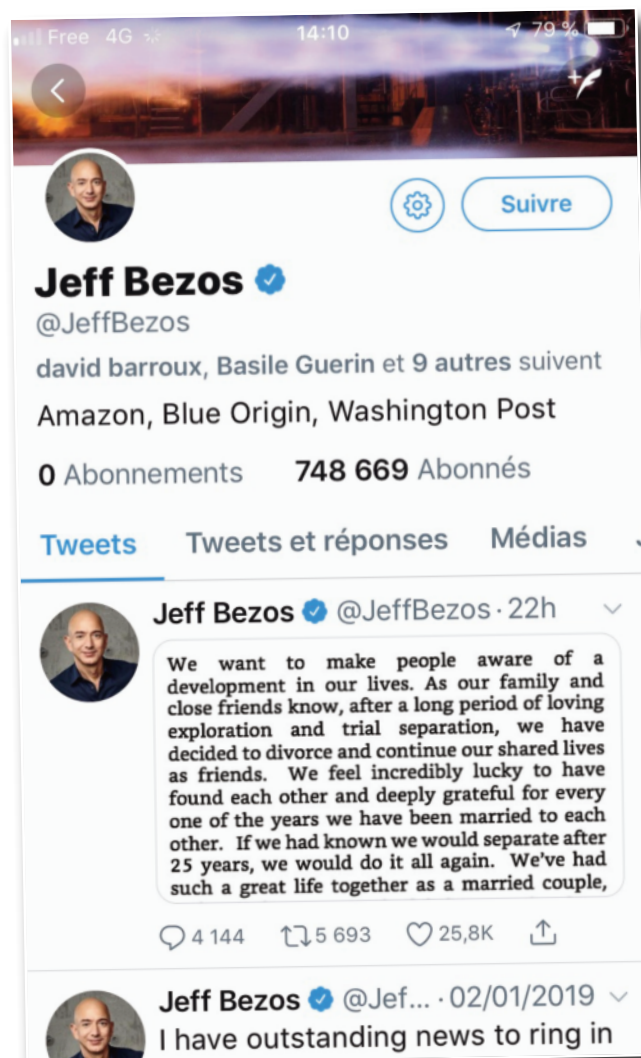 Free 4G 14:10 79 %
Suivre
Jeff Bezos
@JeffBezos
david barroux, Basile Guerin et 9 autres suivent
Amazon, Blue Origin, Washington Post
0 Abonnements 748 669 Abonnés
Tweets Tweets et réponses Médias
Jeff Bezos @JeffBezos · 22h
We want to make people aware of a
development in our lives. As our family and
close friends know, after a long period of loving
exploration and trial separation, we have
decided to divorce and continue our shared lives
as friends. We feel incredibly lucky to have
found each other and deeply grateful for every
one of the years we have been married to each
other. If we had known we would separate after
25 years, we would do it all again. We've had
such a great life together as a married couple,
4 144 5 693 25,8K
Jeff Bezos @Jef... · 02/01/2019
I have outstanding news to ring in